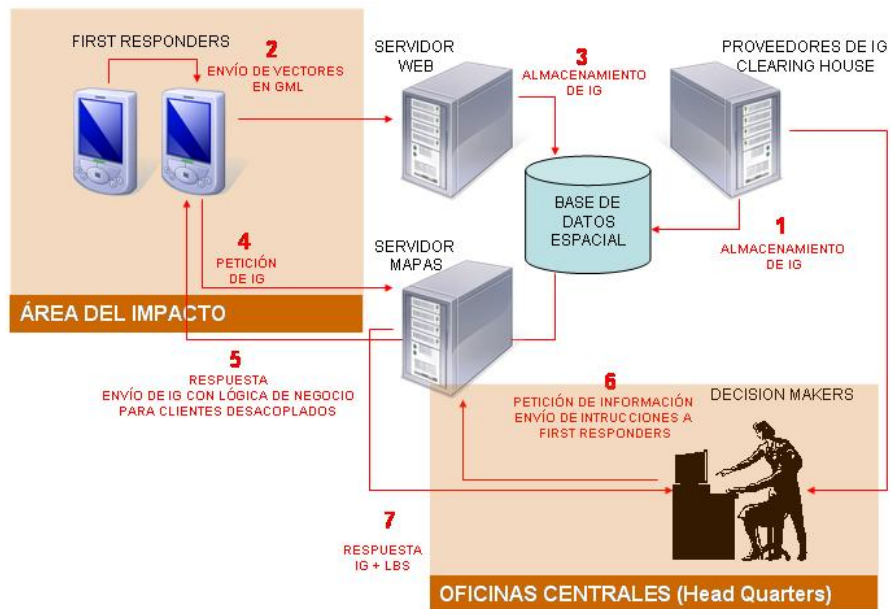 FIRST RESPONDERS
2
ENVÍO DE VECTORES
EN GML
SERVIDOR
WEB
3
ALMACENAMIENTO
DE IG
PROVEEDORES DE IG
CLEARING HOUSE
BASE DE
DATOS
ESPACIAL
1
ALMACENAMIENTO
DE IG
4
PETICIÓN
DE IG
SERVIDOR
MAPAS
ÁREA DEL IMPACTO
5
RESPUESTA
ENVÍO DE IG CON LÓGICA DE NEGOCIO
PARA CLIENTES DESACOPLADOS
6
PETICIÓN DE INFORMACIÓN
ENVÍO DE INTRUCCIONES A
FIRST RESPONDERS
DECISION MAKERS
7
RESPUESTA
IG + LBS
OFICINAS CENTRALES (Head Quarters)